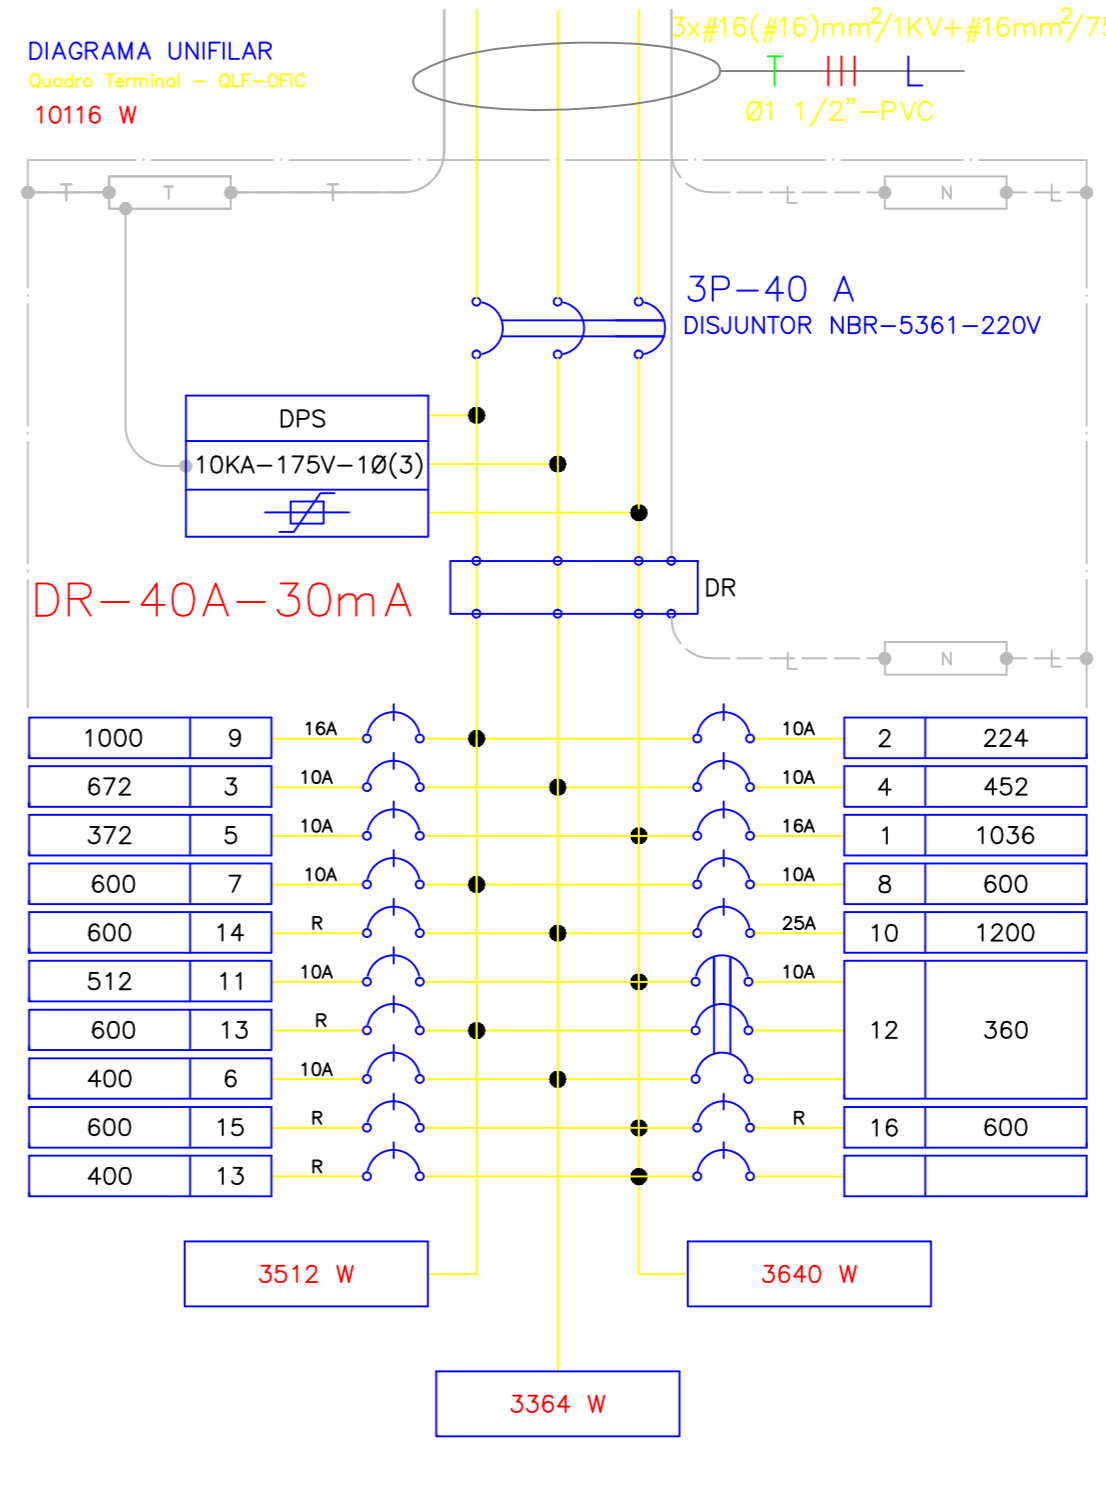 DIAGRAMA UNIFILAR
Quadro Terminal - QLF-OFIC
10116 W
3x#16(#16)mm²/1KV+#16mm²/75
Ø1 1/2"-PVC
T T T
Ł N Ł
3P-40 A
DISJUNTOR NBR-5361-220V
DPS
10KA-175V-1Ø(3)
DR-40A-30mA
DR
Ł N Ł
1000 9 16A 10A 2 224
672 3 10A 10A 4 452
372 5 10A 16A 1 1036
600 7 10A 10A 8 600
600 14 R 25A 10 1200
512 11 10A 10A
600 13 R 12 360
400 6 10A
600 15 R R 16 600
400 13 R
3512 W 3640 W
3364 W